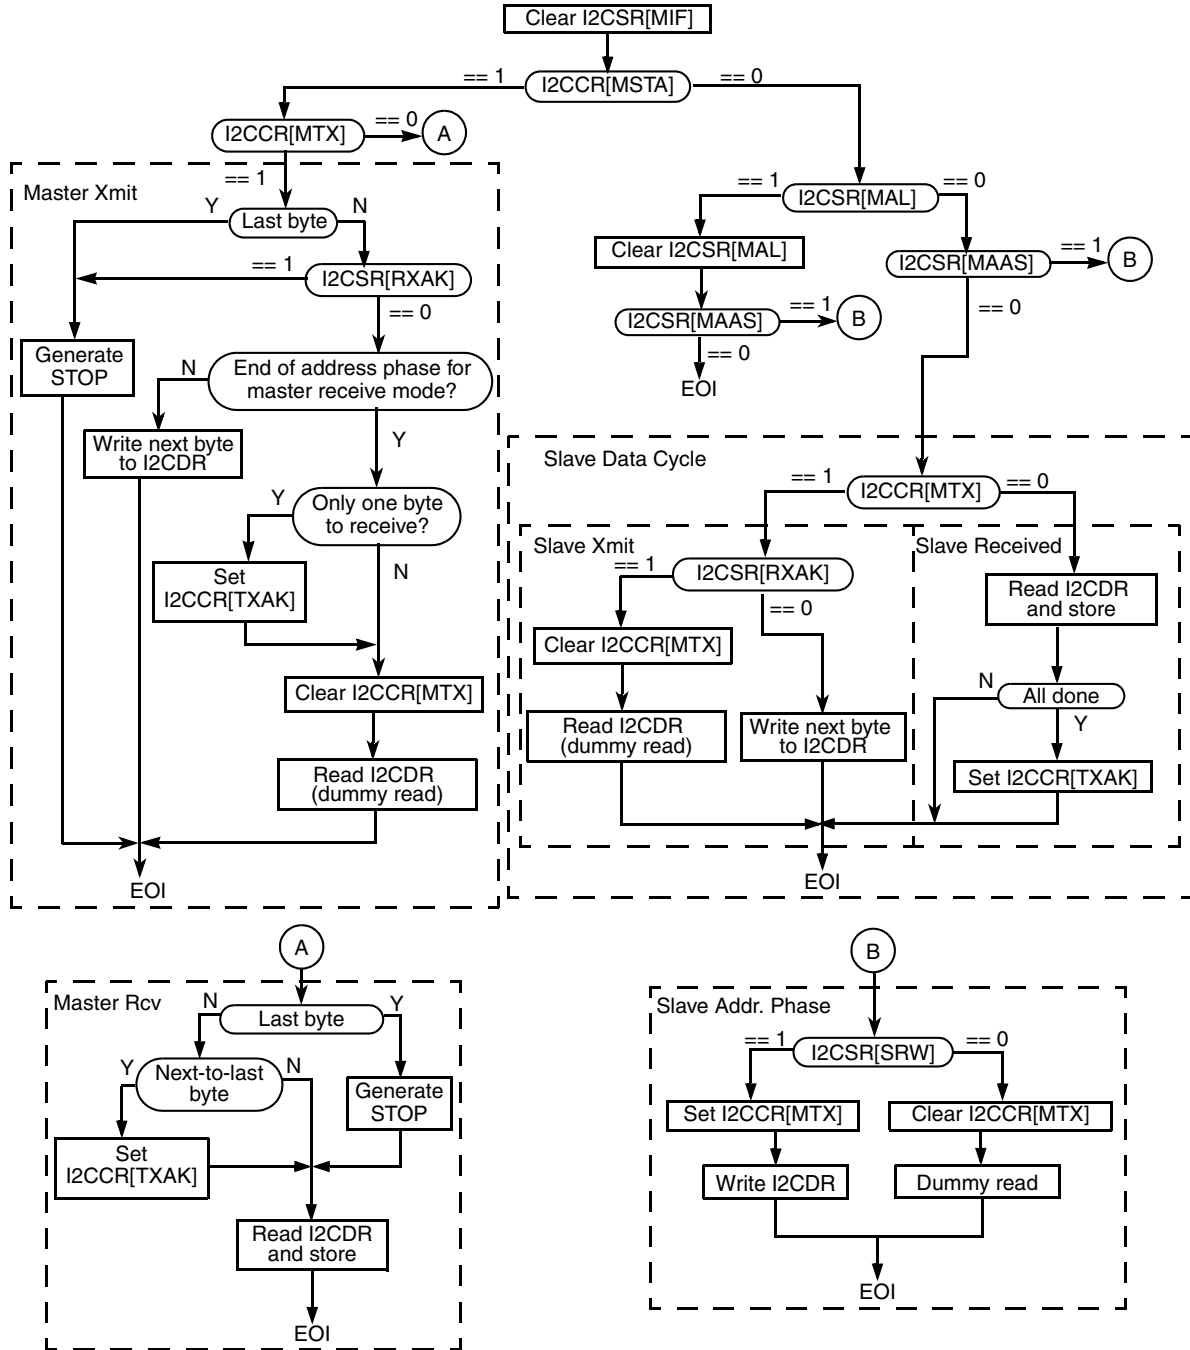 Clear I2CSR[MIF]
== 1
I2CCR[MSTA]
== 0
I2CCR[MTX]
== 0
A
== 1
Master Xmit
Y
Last byte
N
== 1
I2CSR[RXAK]
== 0
Generate
STOP
N
End of address phase for
master receive mode?
Y
Write next byte
to I2CDR
Y
Only one byte
to receive?
N
Set
I2CCR[TXAK]
Clear I2CCR[MTX]
Read I2CDR
(dummy read)
EOI
== 1
I2CSR[MAL]
== 0
Clear I2CSR[MAL]
I2CSR[MAAS]
== 1
B
== 0
EOI
I2CSR[MAAS]
== 1
B
== 0
Slave Data Cycle
== 1
I2CCR[MTX]
== 0
Slave Xmit
== 1
I2CSR[RXAK]
== 0
Clear I2CCR[MTX]
Read I2CDR
(dummy read)
Write next byte
to I2CDR
Slave Received
Read I2CDR
and store
N
All done
Y
Set I2CCR[TXAK]
EOI
A
Master Rcv
N
Last byte
Y
Y
Next-to-last
byte
N
Generate
STOP
Set
I2CCR[TXAK]
Read I2CDR
and store
EOI
B
Slave Addr. Phase
== 1
I2CSR[SRW]
== 0
Set I2CCR[MTX]
Clear I2CCR[MTX]
Write I2CDR
Dummy read
EOI